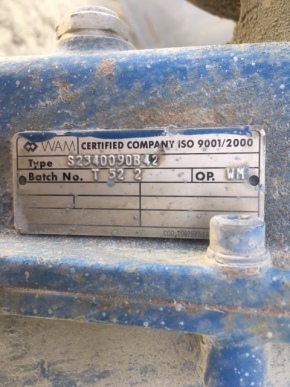 WAM CERTIFIED COMPANY ISO 9001/2000
Type S2340090B42
Batch No. T 52 2 OP. WM